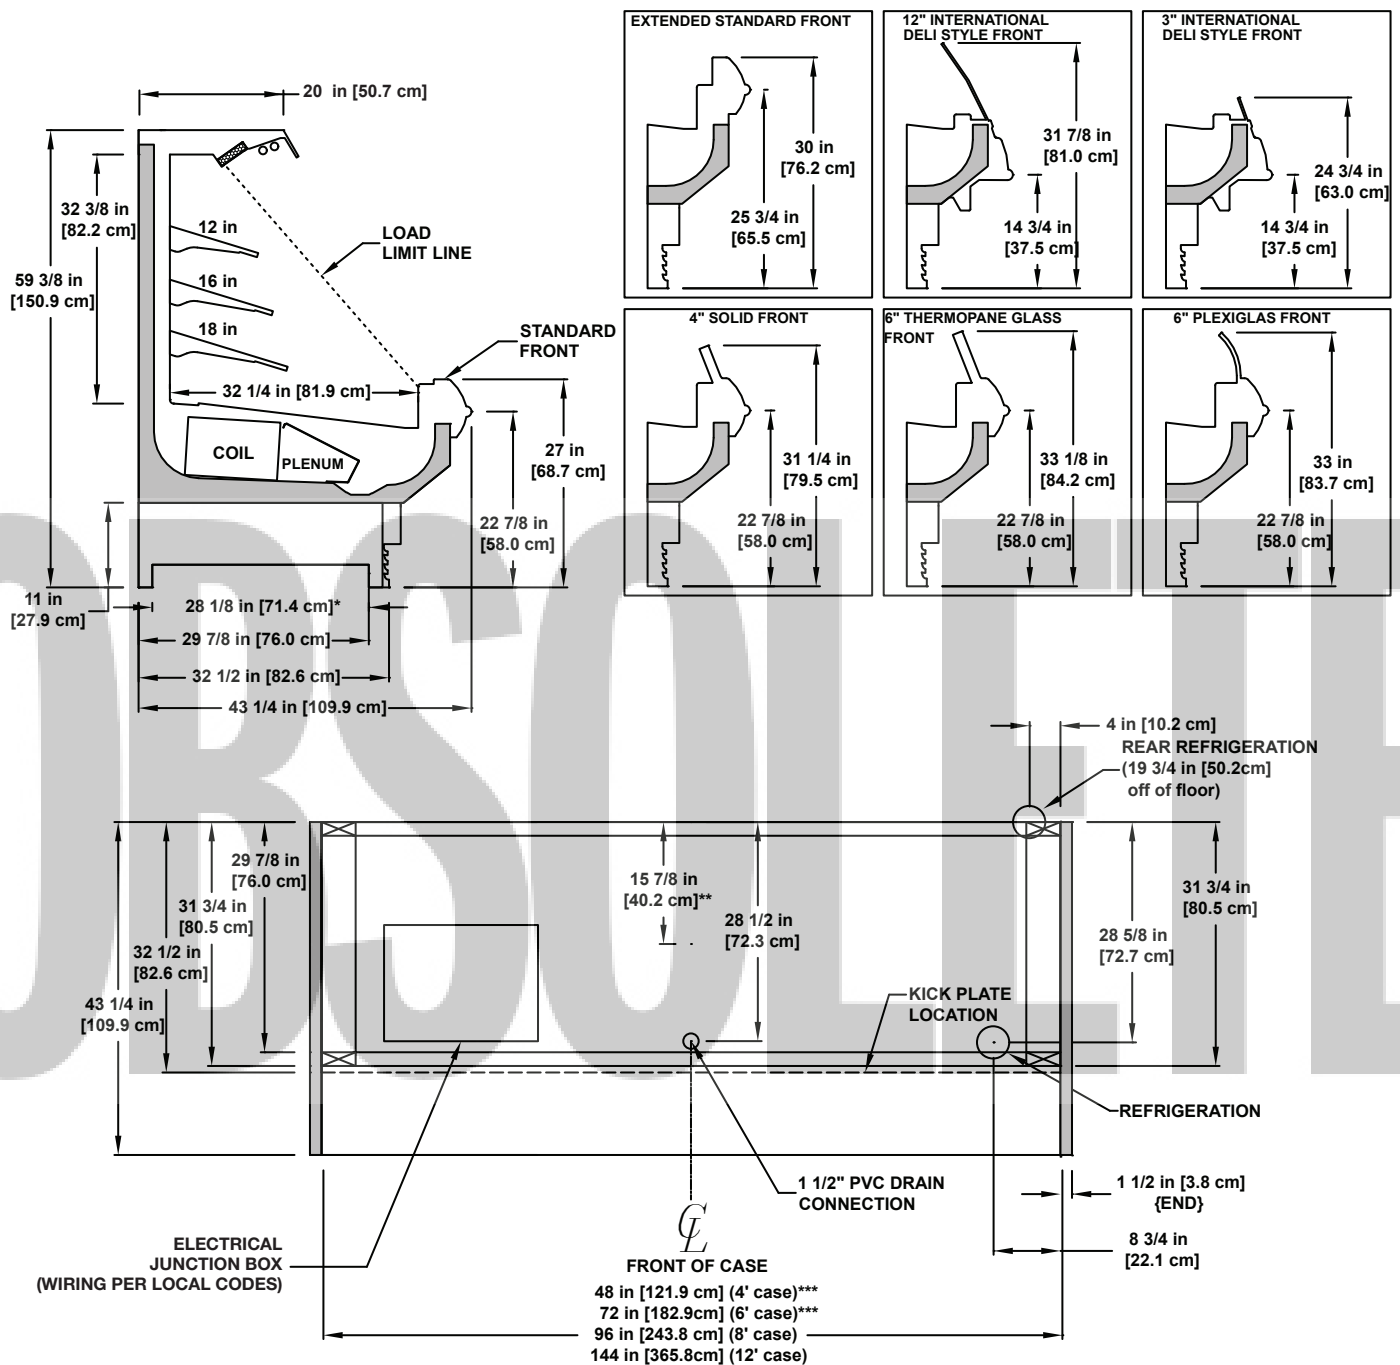 EXTENDED STANDARD FRONT
30 in
[76.2 cm]
25 3/4 in
[65.5 cm]
12" INTERNATIONAL
DELI STYLE FRONT
31 7/8 in
[81.0 cm]
14 3/4 in
[37.5 cm]
3" INTERNATIONAL
DELI STYLE FRONT
24 3/4 in
[63.0 cm]
14 3/4 in
[37.5 cm]
20 in [50.7 cm]
32 3/8 in
[82.2 cm]
59 3/8 in
[150.9 cm]
12 in
16 in
18 in
LOAD
LIMIT LINE
STANDARD
FRONT
32 1/4 in [81.9 cm]
COIL
PLENUM
27 in
[68.7 cm]
22 7/8 in
[58.0 cm]
11 in
[27.9 cm]
28 1/8 in [71.4 cm]*
29 7/8 in [76.0 cm]
32 1/2 in [82.6 cm]
43 1/4 in [109.9 cm]
4" SOLID FRONT
31 1/4 in
[79.5 cm]
22 7/8 in
[58.0 cm]
6" THERMOPANE GLASS
FRONT
33 1/8 in
[84.2 cm]
22 7/8 in
[58.0 cm]
6" PLEXIGLAS FRONT
33 in
[83.7 cm]
22 7/8 in
[58.0 cm]
OBSOLETE
4 in [10.2 cm]
REAR REFRIGERATION
(19 3/4 in [50.2cm]
off of floor)
29 7/8 in
[76.0 cm]
31 3/4 in
[80.5 cm]
32 1/2 in
[82.6 cm]
43 1/4 in
[109.9 cm]
15 7/8 in
[40.2 cm]**
28 1/2 in
[72.3 cm]
31 3/4 in
[80.5 cm]
28 5/8 in
[72.7 cm]
KICK PLATE
LOCATION
REFRIGERATION
1 1/2" PVC DRAIN
CONNECTION
1 1/2 in [3.8 cm]
{END}
8 3/4 in
[22.1 cm]
ELECTRICAL
JUNCTION BOX
(WIRING PER LOCAL CODES)
CL
FRONT OF CASE
48 in [121.9 cm] (4' case)***
72 in [182.9cm] (6' case)***
96 in [243.8 cm] (8' case)
144 in [365.8cm] (12' case)